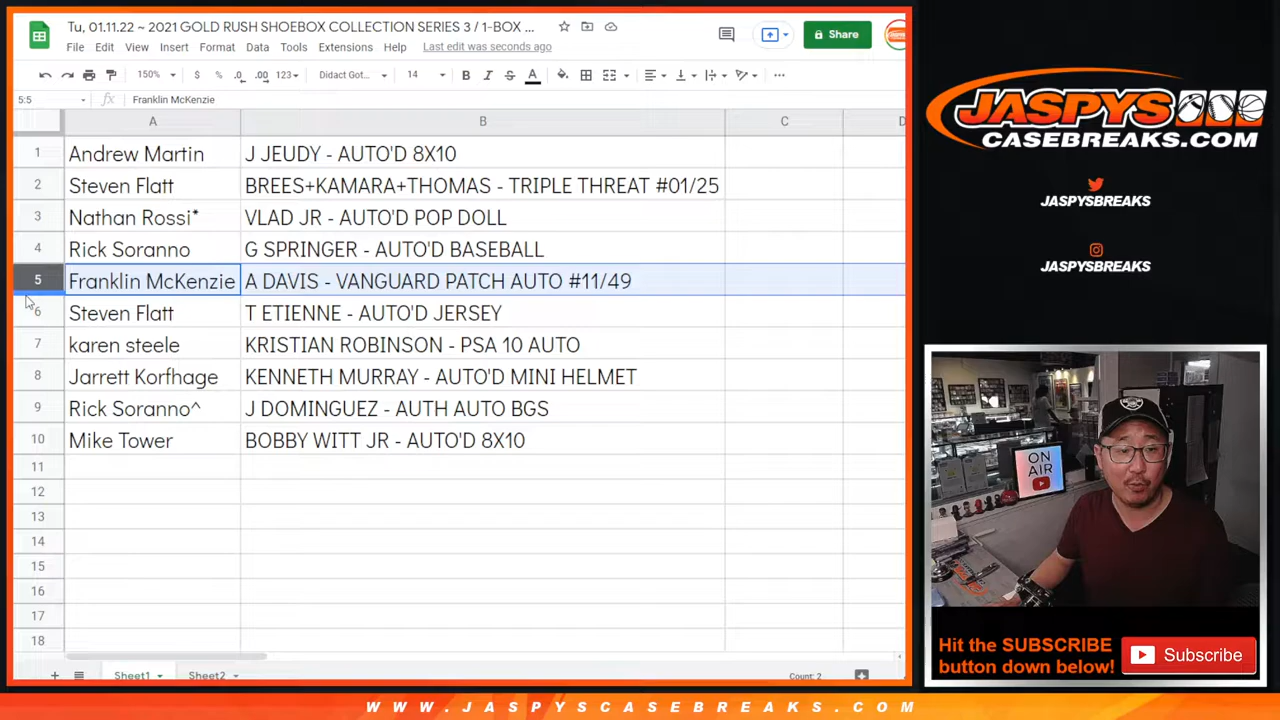 Tu, 01.11.22 ~ 2021 GOLD RUSH SHOEBOX COLLECTION SERIES 3 / 1-BOX ...
Share
File Edit View Insert Format Data Tools Extensions Help Last edit was seconds ago
150% $ % .0 .00 123 Didact Got... 14 B I S A
5:5 fx Franklin McKenzie
A B C D
1 Andrew Martin J JEUDY - AUTO'D 8X10
2 Steven Flatt BREES+KAMARA+THOMAS - TRIPLE THREAT #01/25
3 Nathan Rossi* VLAD JR - AUTO'D POP DOLL
4 Rick Soranno G SPRINGER - AUTO'D BASEBALL
5 Franklin McKenzie A DAVIS - VANGUARD PATCH AUTO #11/49
6 Steven Flatt T ETIENNE - AUTO'D JERSEY
7 karen steele KRISTIAN ROBINSON - PSA 10 AUTO
8 Jarrett Korfhage KENNETH MURRAY - AUTO'D MINI HELMET
9 Rick Soranno^ J DOMINGUEZ - AUTH AUTO BGS
10 Mike Tower BOBBY WITT JR - AUTO'D 8X10
11
12
13
14
15
16
17
18
+ Sheet1 Sheet2 Count: 2
JASPYS
CASEBREAKS.COM
JASPYSBREAKS
JASPYSBREAKS
ON
AIR
Hit the SUBSCRIBE
button down below!
Subscribe
WWW.JASPYSCASEBREAKS.COM